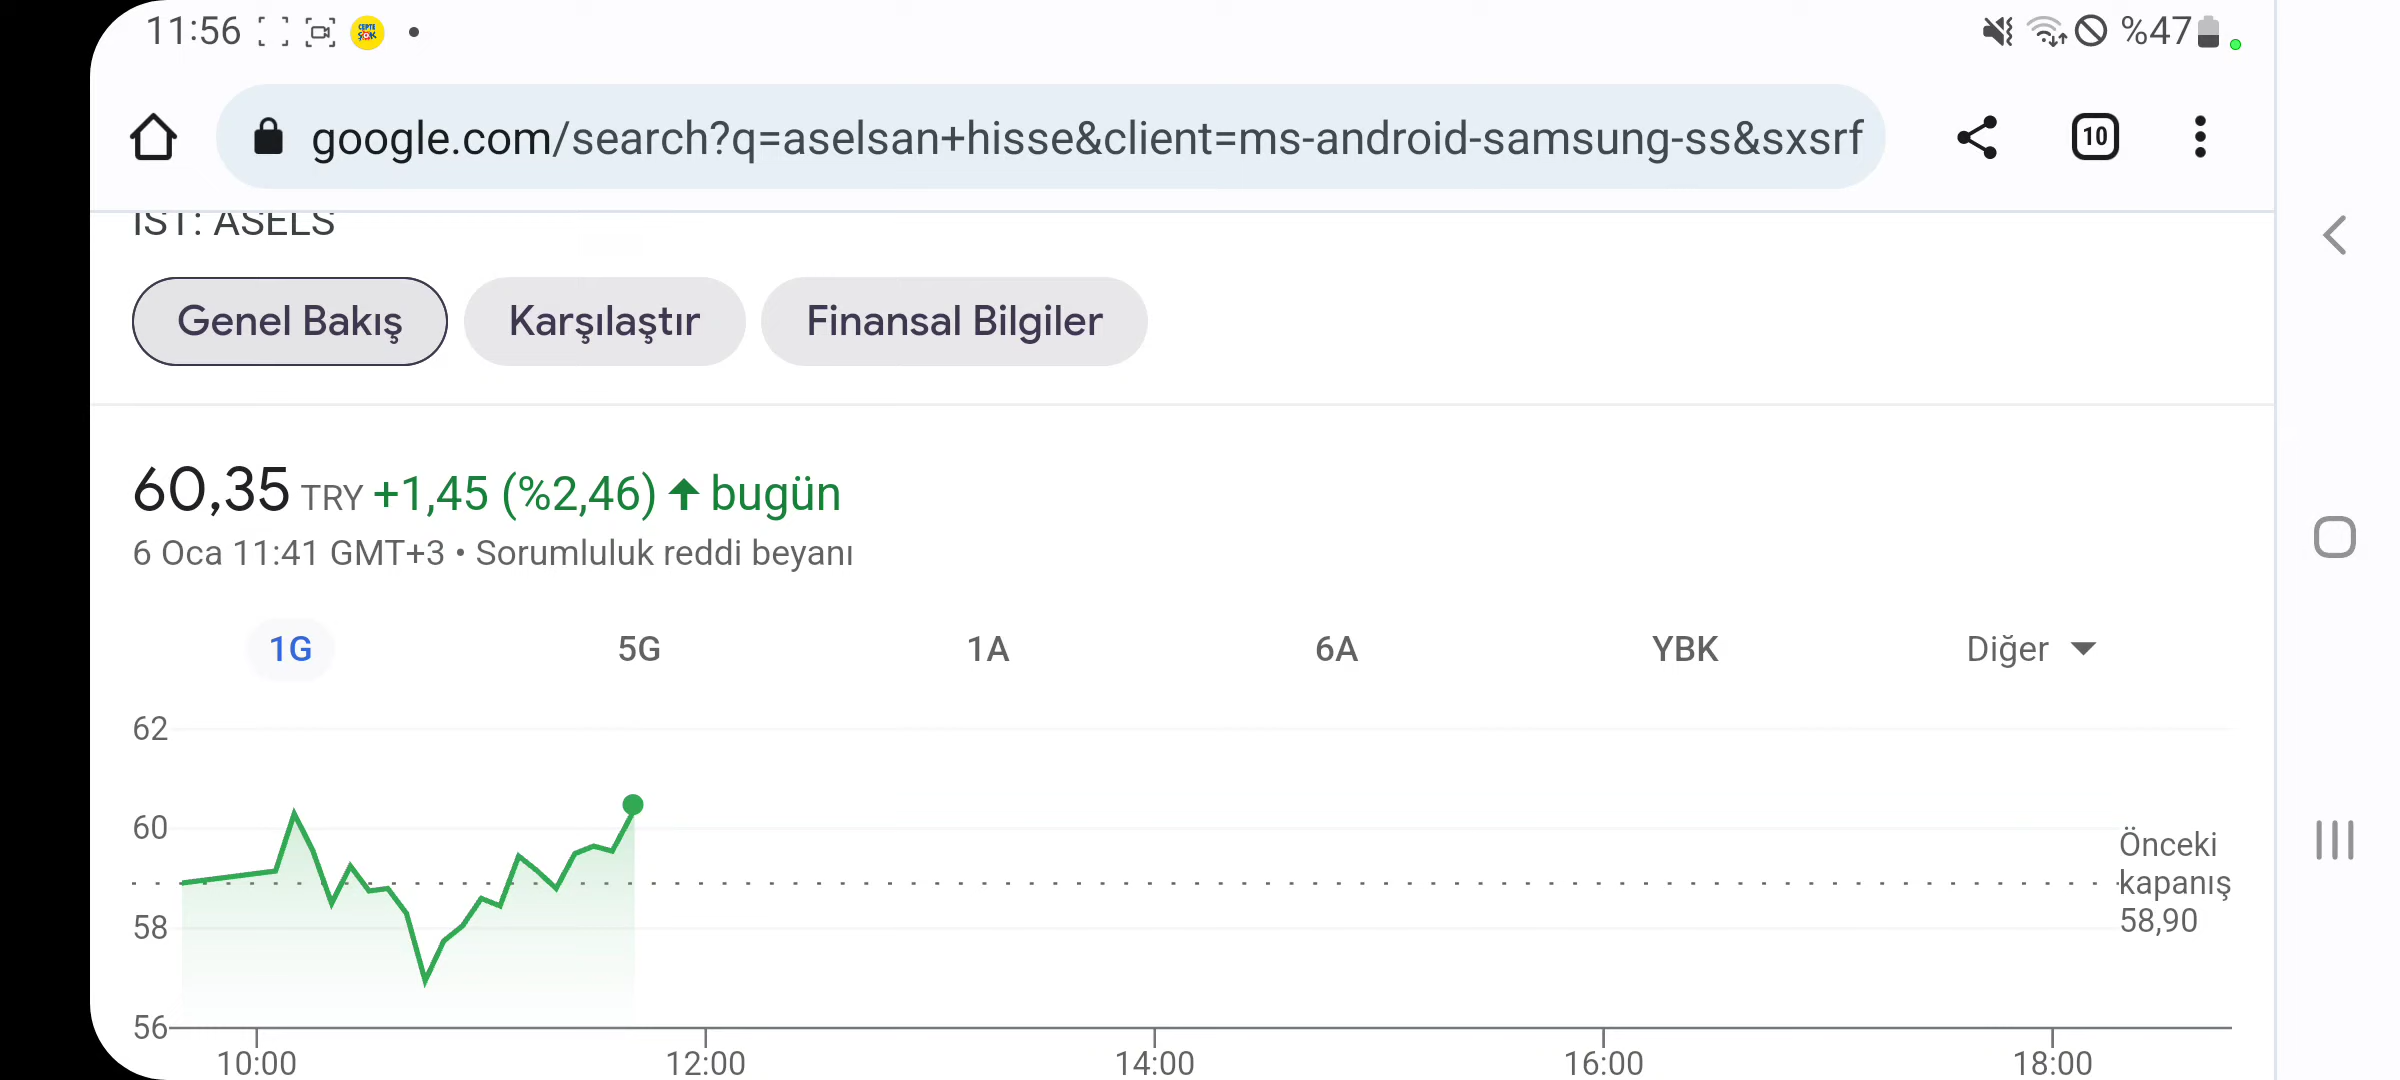 11:56
CEPTE
ŞOK
%47
google.com/search?q=aselsan+hisse&client=ms-android-samsung-ss&sxsrf
10
IST: ASELS
Genel Bakış
Karşılaştır
Finansal Bilgiler
60,35 TRY +1,45 (%2,46) ↑ bugün
6 Oca 11:41 GMT+3 • Sorumluluk reddi beyanı
1G
5G
1A
6A
YBK
Diğer
62
60
58
56
Önceki
kapanış
58,90
10:00
12:00
14:00
16:00
18:00